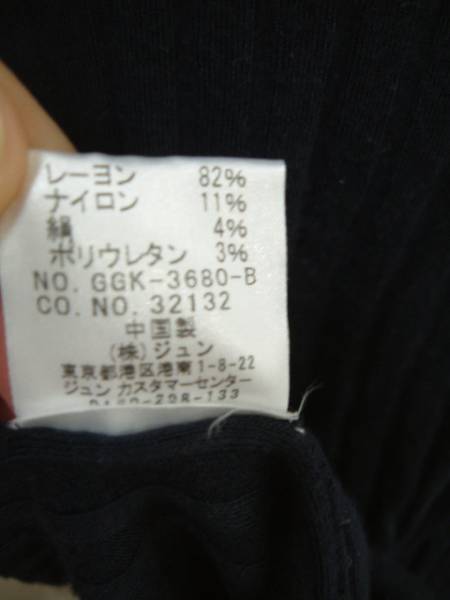 レーヨン 82%
ナイロン 11%
絹 4%
ポリウレタン 3%
NO. GGK-3680-B
CO. NO. 32132
中国製
(株)ジュン
東京都港区港南1-8-22
ジュン カスタマーセンター